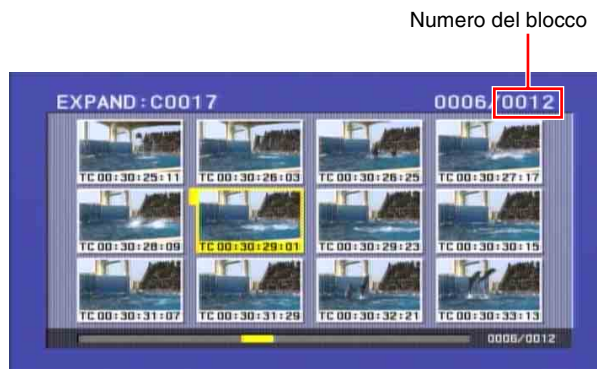 Numero del blocco
EXPAND:C0017 0006/0012
TC 00:30:25:11 TC 00:30:26:03 TC 00:30:26:25 TC 00:30:27:17
TC 00:30:28:09 TC 00:30:29:01 TC 00:30:29:23 TC 00:30:30:15
TC 00:30:31:07 TC 00:30:31:29 TC 00:30:32:21 TC 00:30:33:13
0006/0012